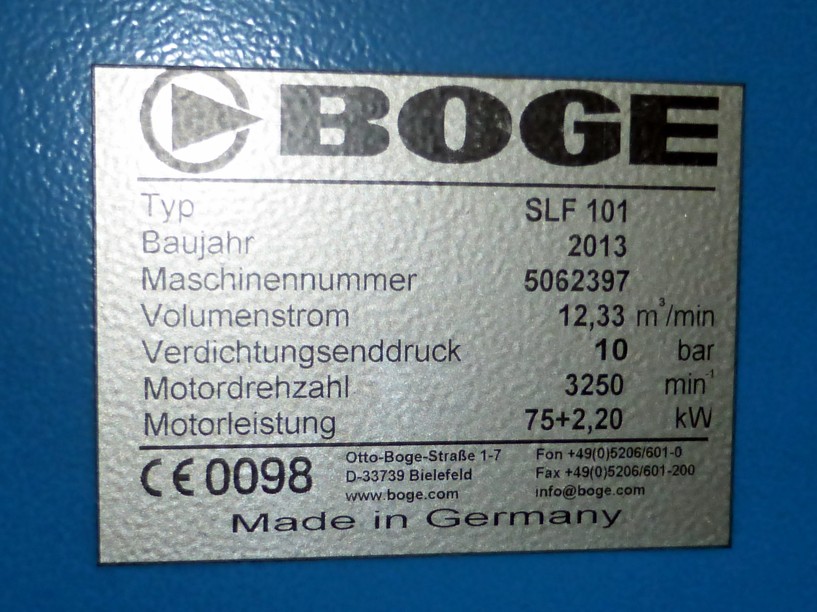 BOGE
Typ SLF 101
Baujahr 2013
Maschinennummer 5062397
Volumenstrom 12,33 m³/min
Verdichtungsenddruck 10 bar
Motordrehzahl 3250 min⁻¹
Motorleistung 75+2,20 kW
CE 0098
Otto-Boge-Straße 1-7 Fon +49(0)5206/601-0
D-33739 Bielefeld Fax +49(0)5206/601-200
www.boge.com info@boge.com
Made in Germany